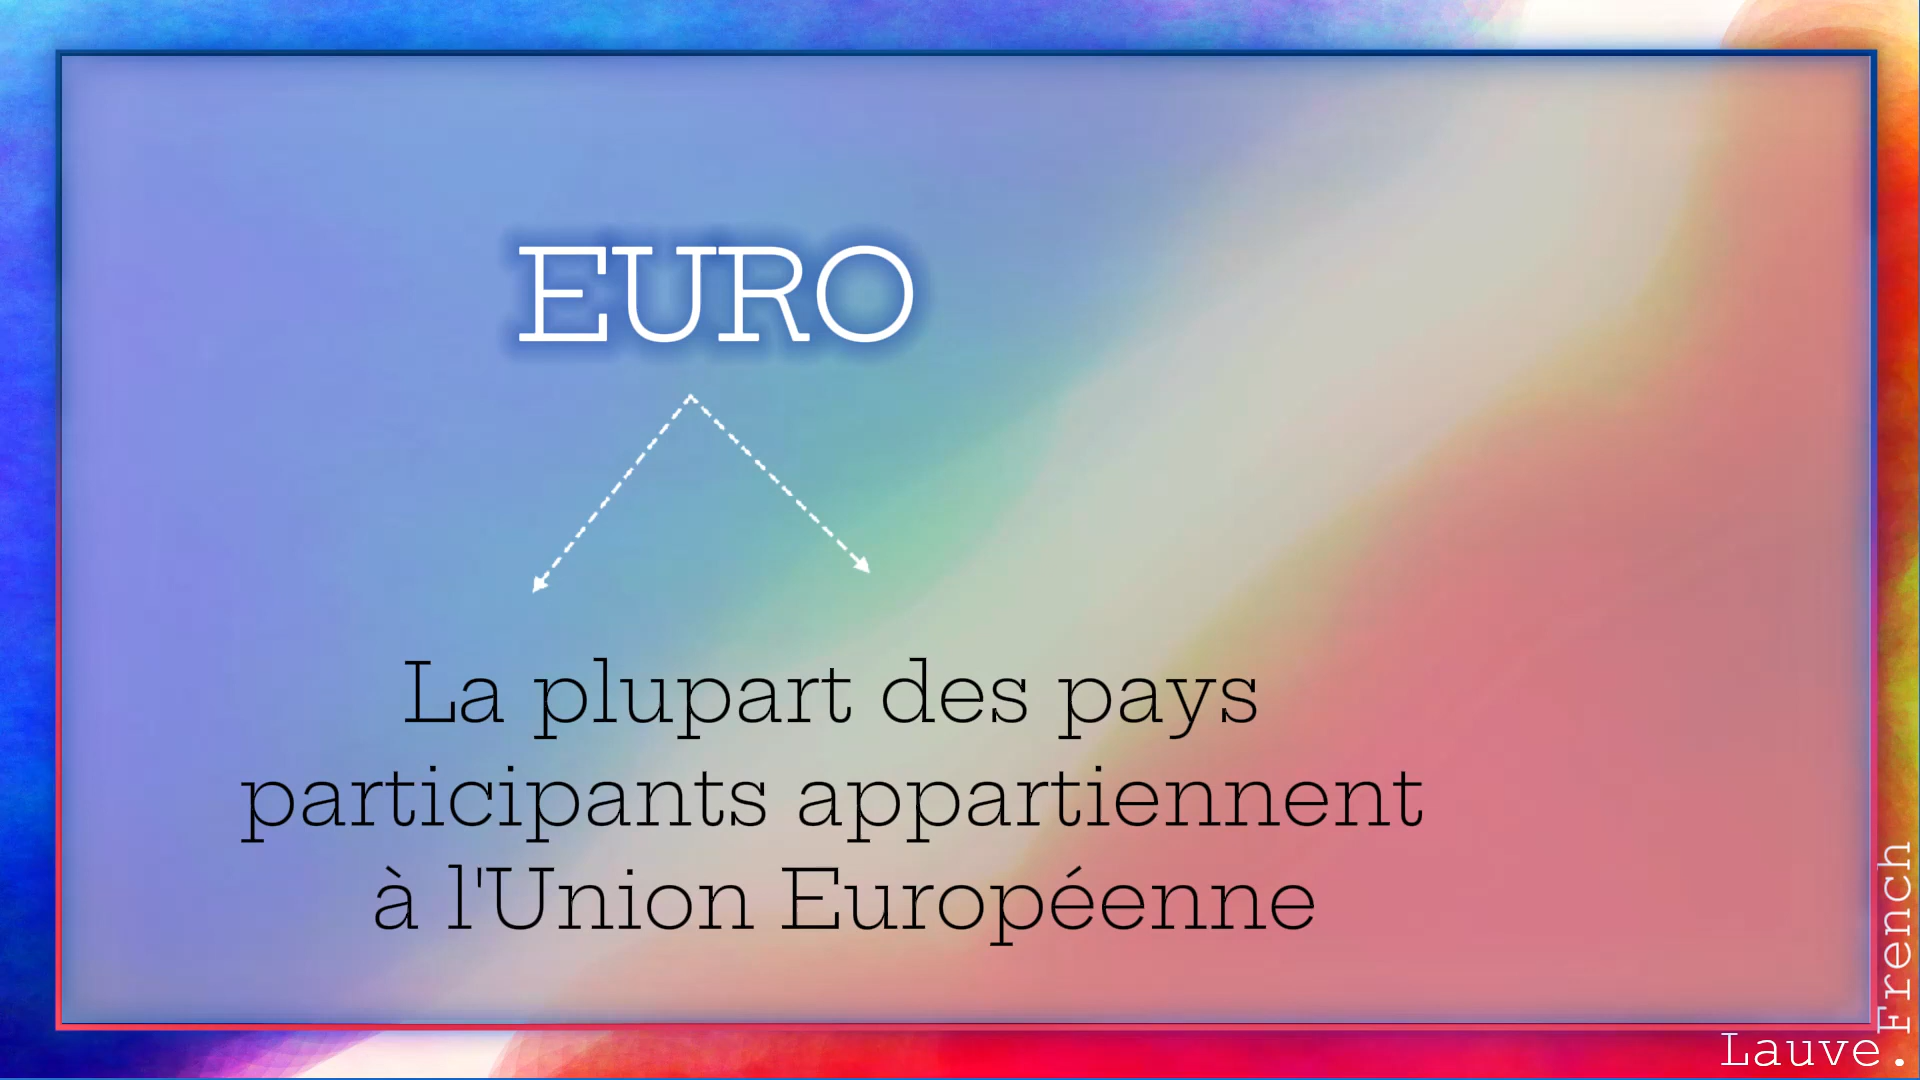 EURO
La plupart des pays
participants appartiennent
à l'Union Européenne
French
Lauve.